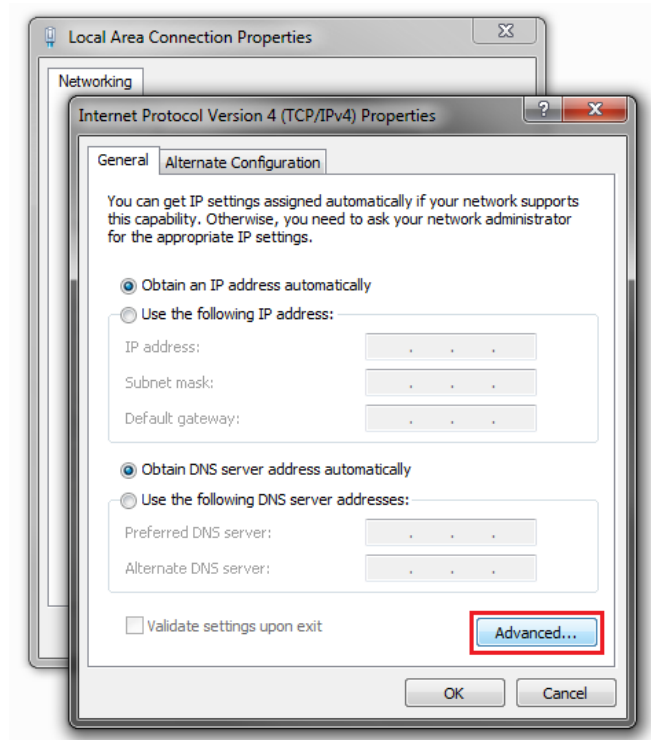 Local Area Connection Properties
Networking
Internet Protocol Version 4 (TCP/IPv4) Properties
General Alternate Configuration
You can get IP settings assigned automatically if your network supports
this capability. Otherwise, you need to ask your network administrator
for the appropriate IP settings.
Obtain an IP address automatically
Use the following IP address:
IP address:
Subnet mask:
Default gateway:
Obtain DNS server address automatically
Use the following DNS server addresses:
Preferred DNS server:
Alternate DNS server:
Validate settings upon exit
Advanced...
OK Cancel